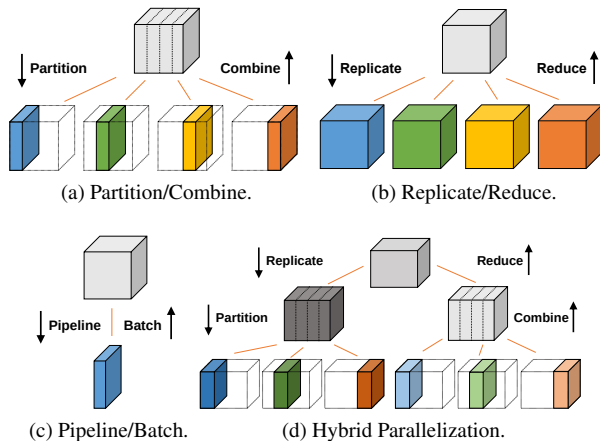 Partition
Combine
(a) Partition/Combine.
Replicate
Reduce
(b) Replicate/Reduce.
Pipeline
Batch
(c) Pipeline/Batch.
Replicate
Reduce
Partition
Combine
(d) Hybrid Parallelization.